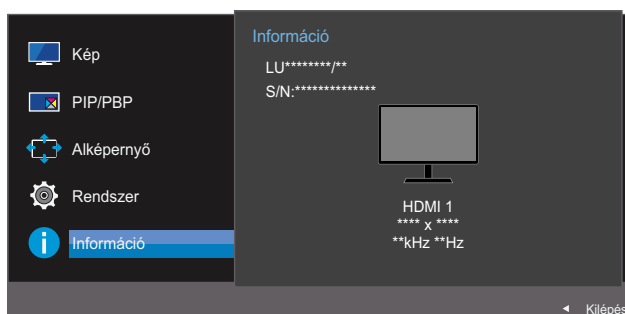 Kép
PIP/PBP
Alképernyő
Rendszer
Információ
Információ
LU********/**
S/N:**************
HDMI 1
**** x ****
**kHz **Hz
Kilépés